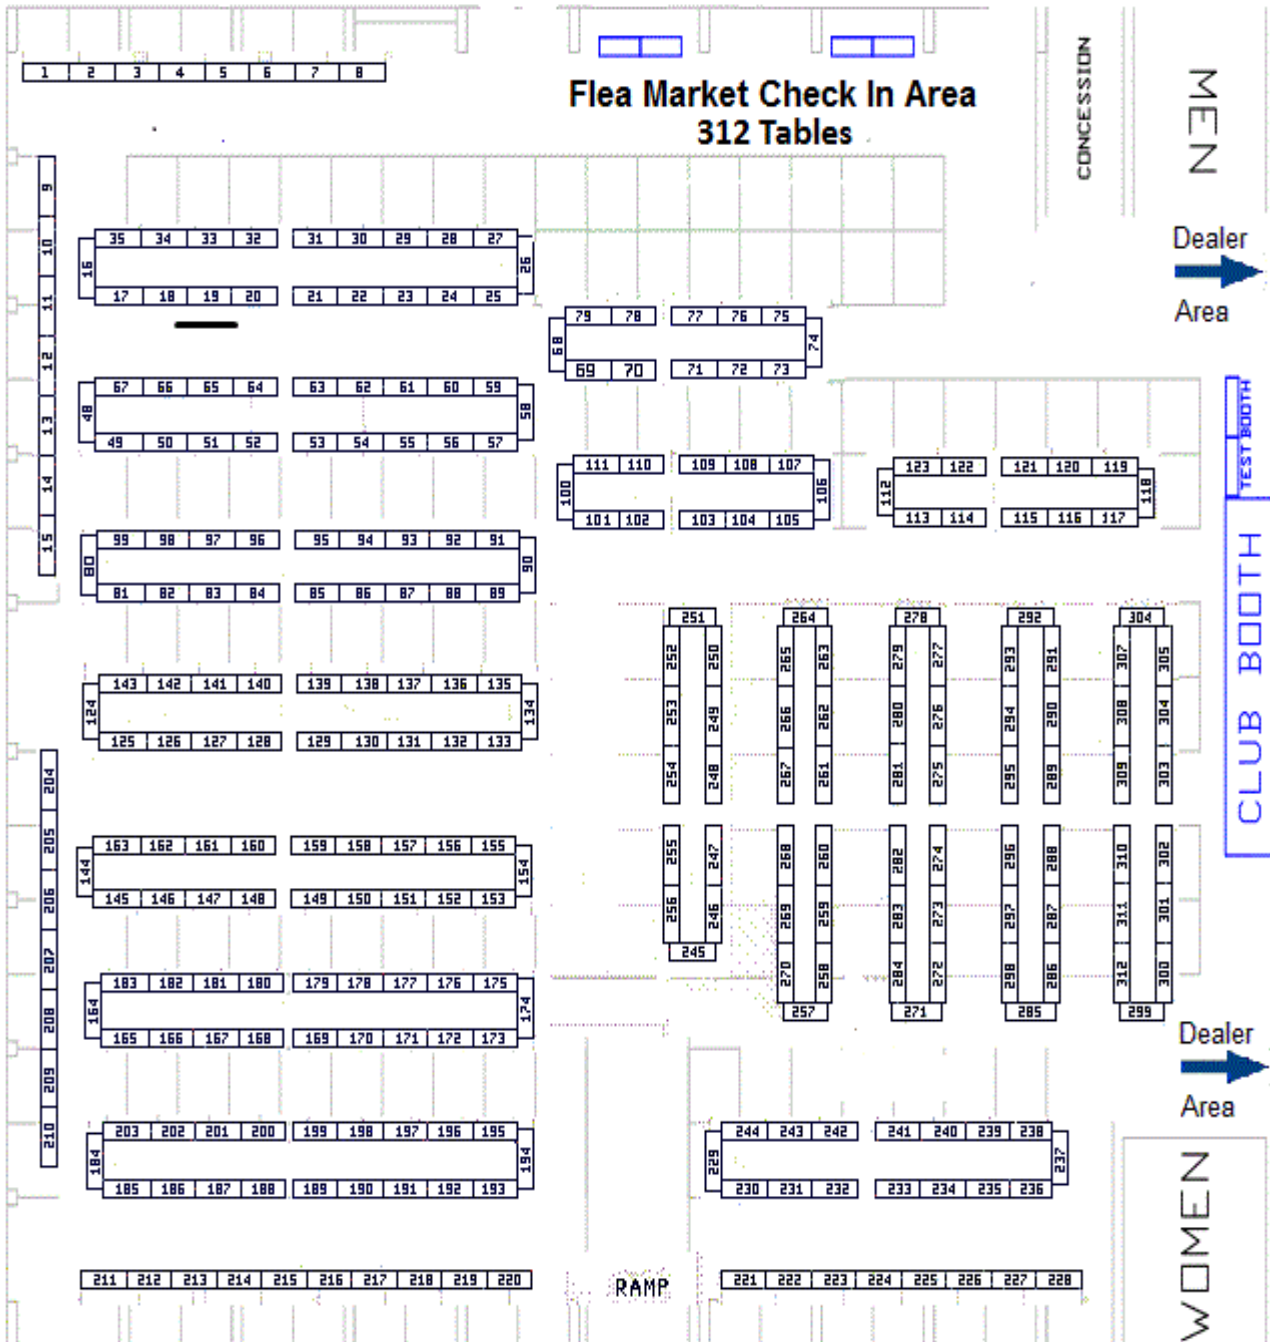 1 2 3 4 5 6 7 8
Flea Market Check In Area
312 Tables
CONCESSION
MEN
Dealer
Area
9
10
11
12
13
14
15
35 34 33 32 31 30 29 28 27
16
26
17 18 19 20 21 22 23 24 25
79 78 77 76 75
68
74
69 70 71 72 73
67 66 65 64 63 62 61 60 59
48
58
49 50 51 52 53 54 55 56 57
TEST BOOTH
CLUB BOOTH
111 110 109 108 107
100
106
101 102 103 104 105
123 122 121 120 119
112
118
113 114 115 116 117
99 98 97 96 95 94 93 92 91
80
90
81 82 83 84 85 86 87 88 89
143 142 141 140 139 138 137 136 135
124
134
125 126 127 128 129 130 131 132 133
251 264 278 292 304
252 250 265 263 279 277 293 291 307 305
253 249 266 262 280 276 294 290 308 304
254 248 267 261 281 275 295 289 309 303
255 247 268 260 282 274 296 288 310 302
256 246 269 259 283 273 297 287 311 301
245
270 258 284 272 298 286 312 300
257 271 285 299
204
205
206
207
208
209
210
163 162 161 160 159 158 157 156 155
144
154
145 146 147 148 149 150 151 152 153
183 182 181 180 179 178 177 176 175
164
174
165 166 167 168 169 170 171 172 173
Dealer
Area
203 202 201 200 199 198 197 196 195
184
194
185 186 187 188 189 190 191 192 193
244 243 242 241 240 239 238
229
237
230 231 232 233 234 235 236
WOMEN
211 212 213 214 215 216 217 218 219 220
RAMP
221 222 223 224 225 226 227 228